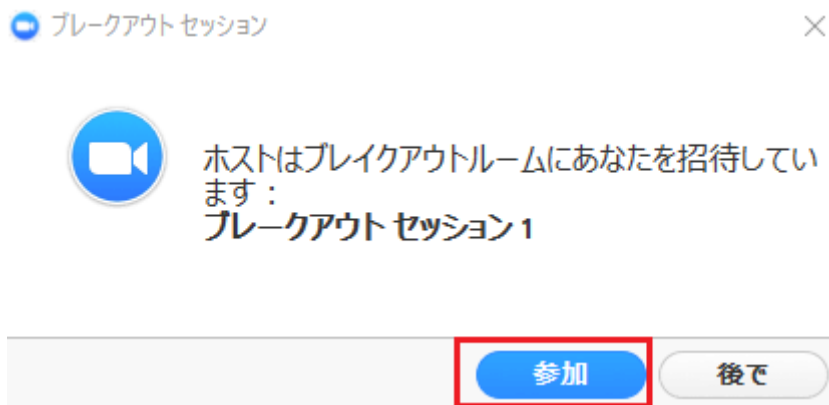 ブレークアウト セッション
ホストはブレイクアウトルームにあなたを招待してい
ます：
ブレークアウト セッション 1
参加
後で